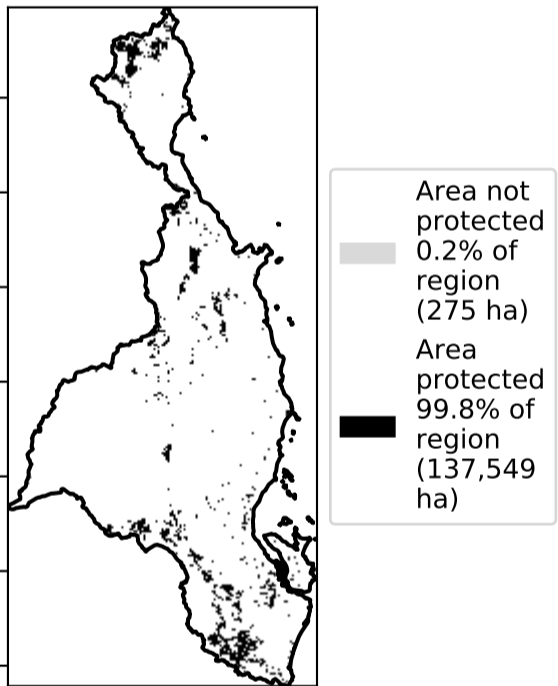 Area not
protected
0.2% of
region
(275 ha)
Area
protected
99.8% of
region
(137,549
ha)